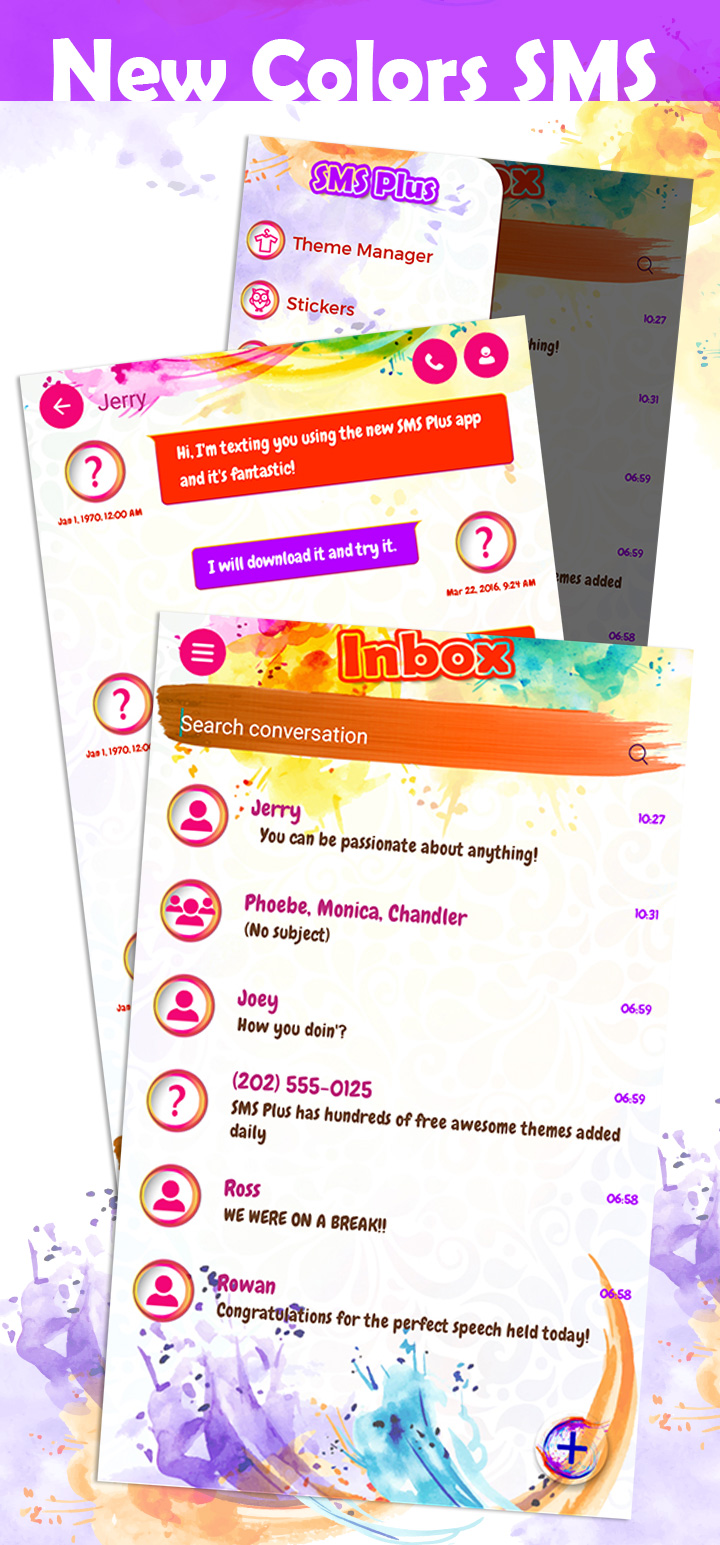 New Colors SMS
SMS Plus
ox
Theme Manager
Stickers
10:27
hing!
10:31
06:59
06:59
emes added
06:58
Jerry
Hi, I'm texting you using the new SMS Plus app
and it's fantastic!
Jan 1, 1970, 12:00 AM
I will download it and try it.
Mar 22, 2016, 9:24 AM
Jan 1, 1970, 12:00
Jan
Inbox
Search conversation
Jerry
10:27
You can be passionate about anything!
Phoebe, Monica, Chandler
10:31
(No subject)
Joey
06:59
How you doin'?
(202) 555-0125
06:59
SMS Plus has hundreds of free awesome themes added
daily
Ross
06:58
WE WERE ON A BREAK!!
Rowan
06:58
Congratulations for the perfect speech held today!